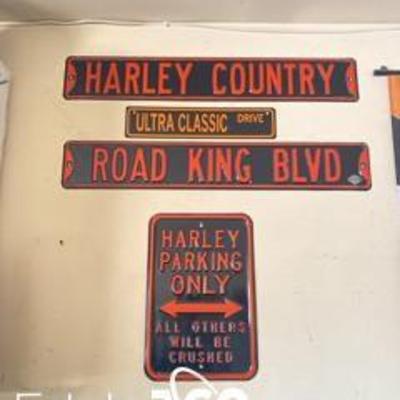 HARLEY COUNTRY
ULTRA CLASSIC DRIVE
ROAD KING BLVD
HARLEY
PARKING
ONLY
ALL OTHERS
WILL BE
CRUSHED